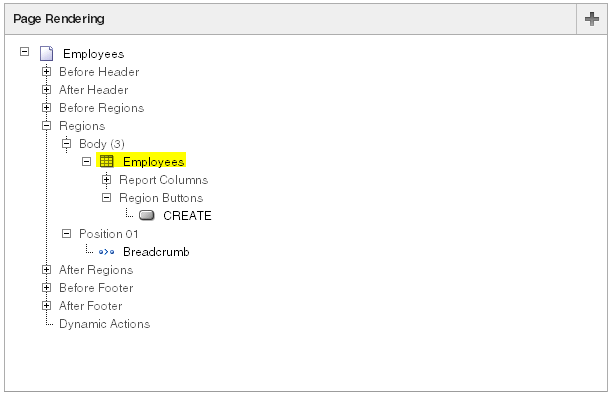 Page Rendering
Employees
Before Header
After Header
Before Regions
Regions
Body (3)
Employees
Report Columns
Region Buttons
CREATE
Position 01
Breadcrumb
After Regions
Before Footer
After Footer
Dynamic Actions